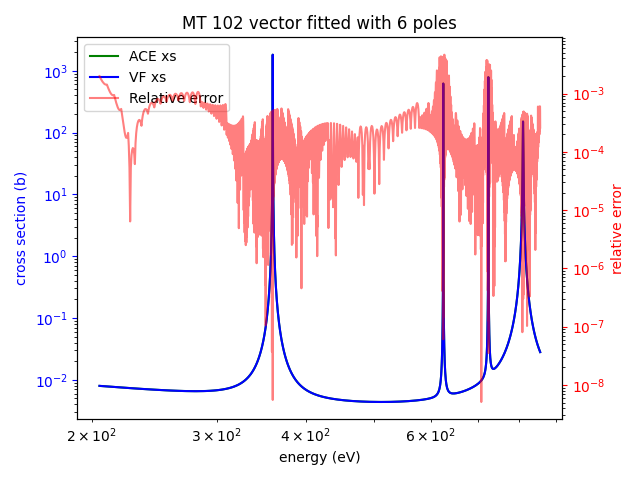 MT 102 vector fitted with 6 poles
ACE xs
VF xs
Relative error
cross section (b)
10³
10²
10¹
10⁰
10⁻¹
10⁻²
relative error
10⁻³
10⁻⁴
10⁻⁵
10⁻⁶
10⁻⁷
10⁻⁸
2 × 10² 3 × 10² 4 × 10² 6 × 10²
energy (eV)